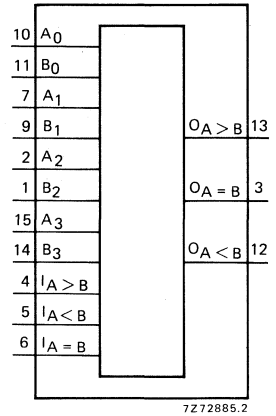 10 A0
11 B0
7 A1
9 B1
2 A2
1 B2
15 A3
14 B3
4 IA > B
5 IA < B
6 IA = B
OA > B 13
OA = B 3
OA < B 12
7Z72885.2